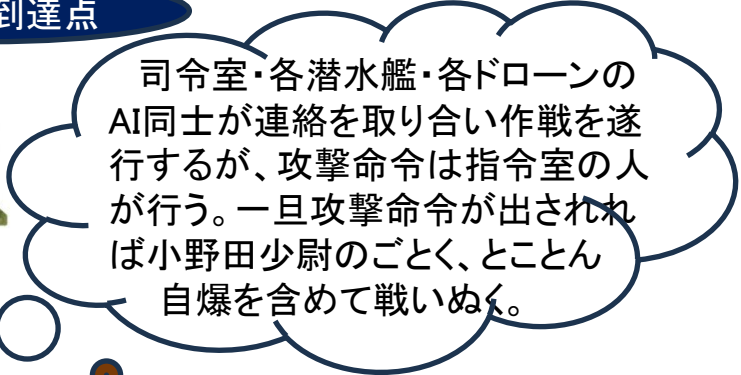 到達点
司令室・各潜水艦・各ドローンの
AI同士が連絡を取り合い作戦を遂
行するが、攻撃命令は指令室の人
が行う。一旦攻撃命令が出されれ
ば小野田少尉のごとく、とことん
自爆を含めて戦いぬく。